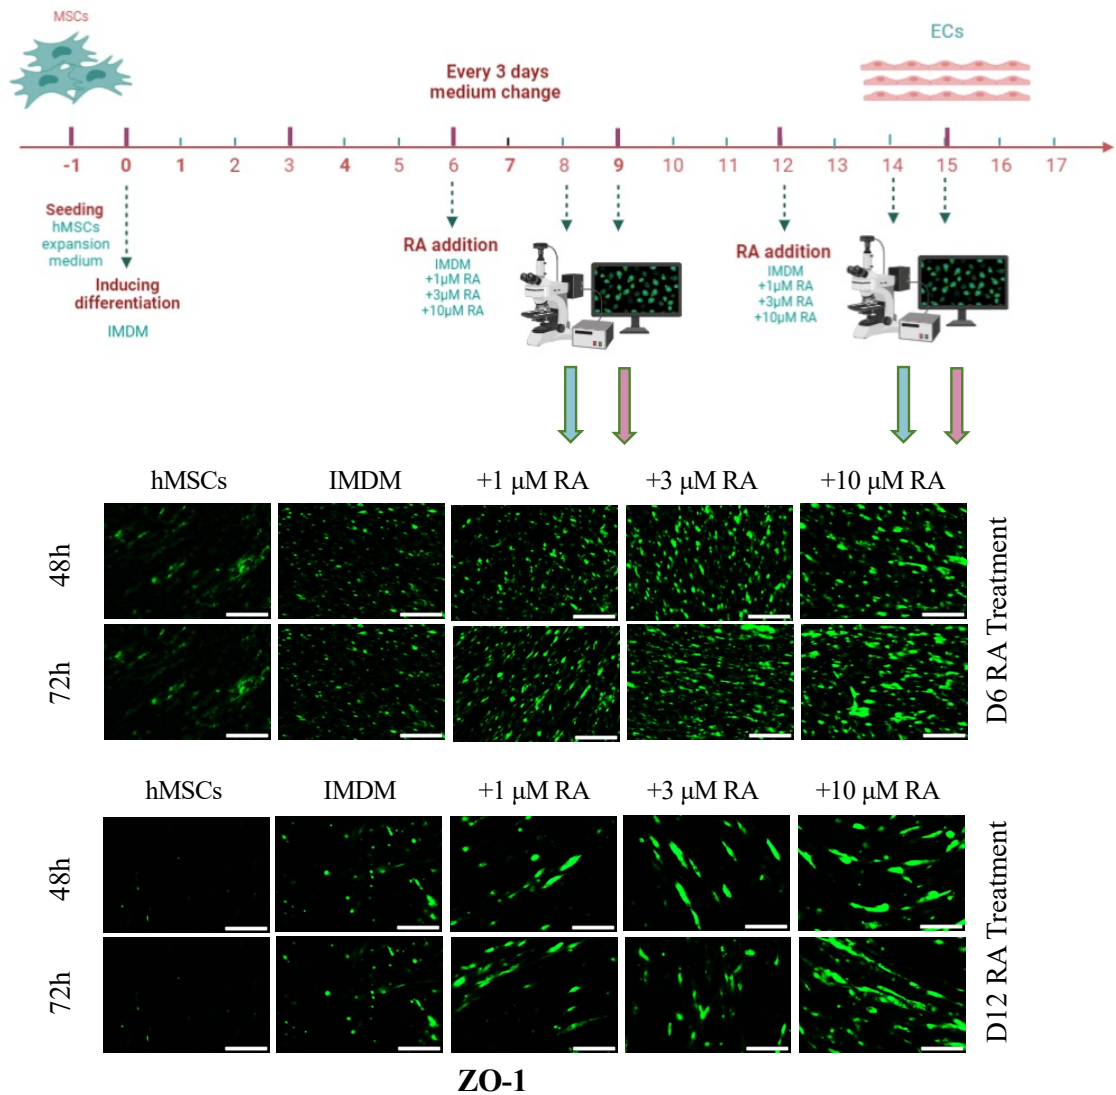 MSCs
ECs
Every 3 days
medium change
-1 0 1 2 3 4 5 6 7 8 9 10 11 12 13 14 15 16 17
Seeding
hMSCs
expansion
medium
Inducing
differentiation
IMDM
RA addition
IMDM
+1µM RA
+3µM RA
+10µM RA
RA addition
IMDM
+1µM RA
+3µM RA
+10µM RA
hMSCs IMDM +1 µM RA +3 µM RA +10 µM RA
48h
72h
D6 RA Treatment
hMSCs IMDM +1 µM RA +3 µM RA +10 µM RA
48h
72h
D12 RA Treatment
ZO-1